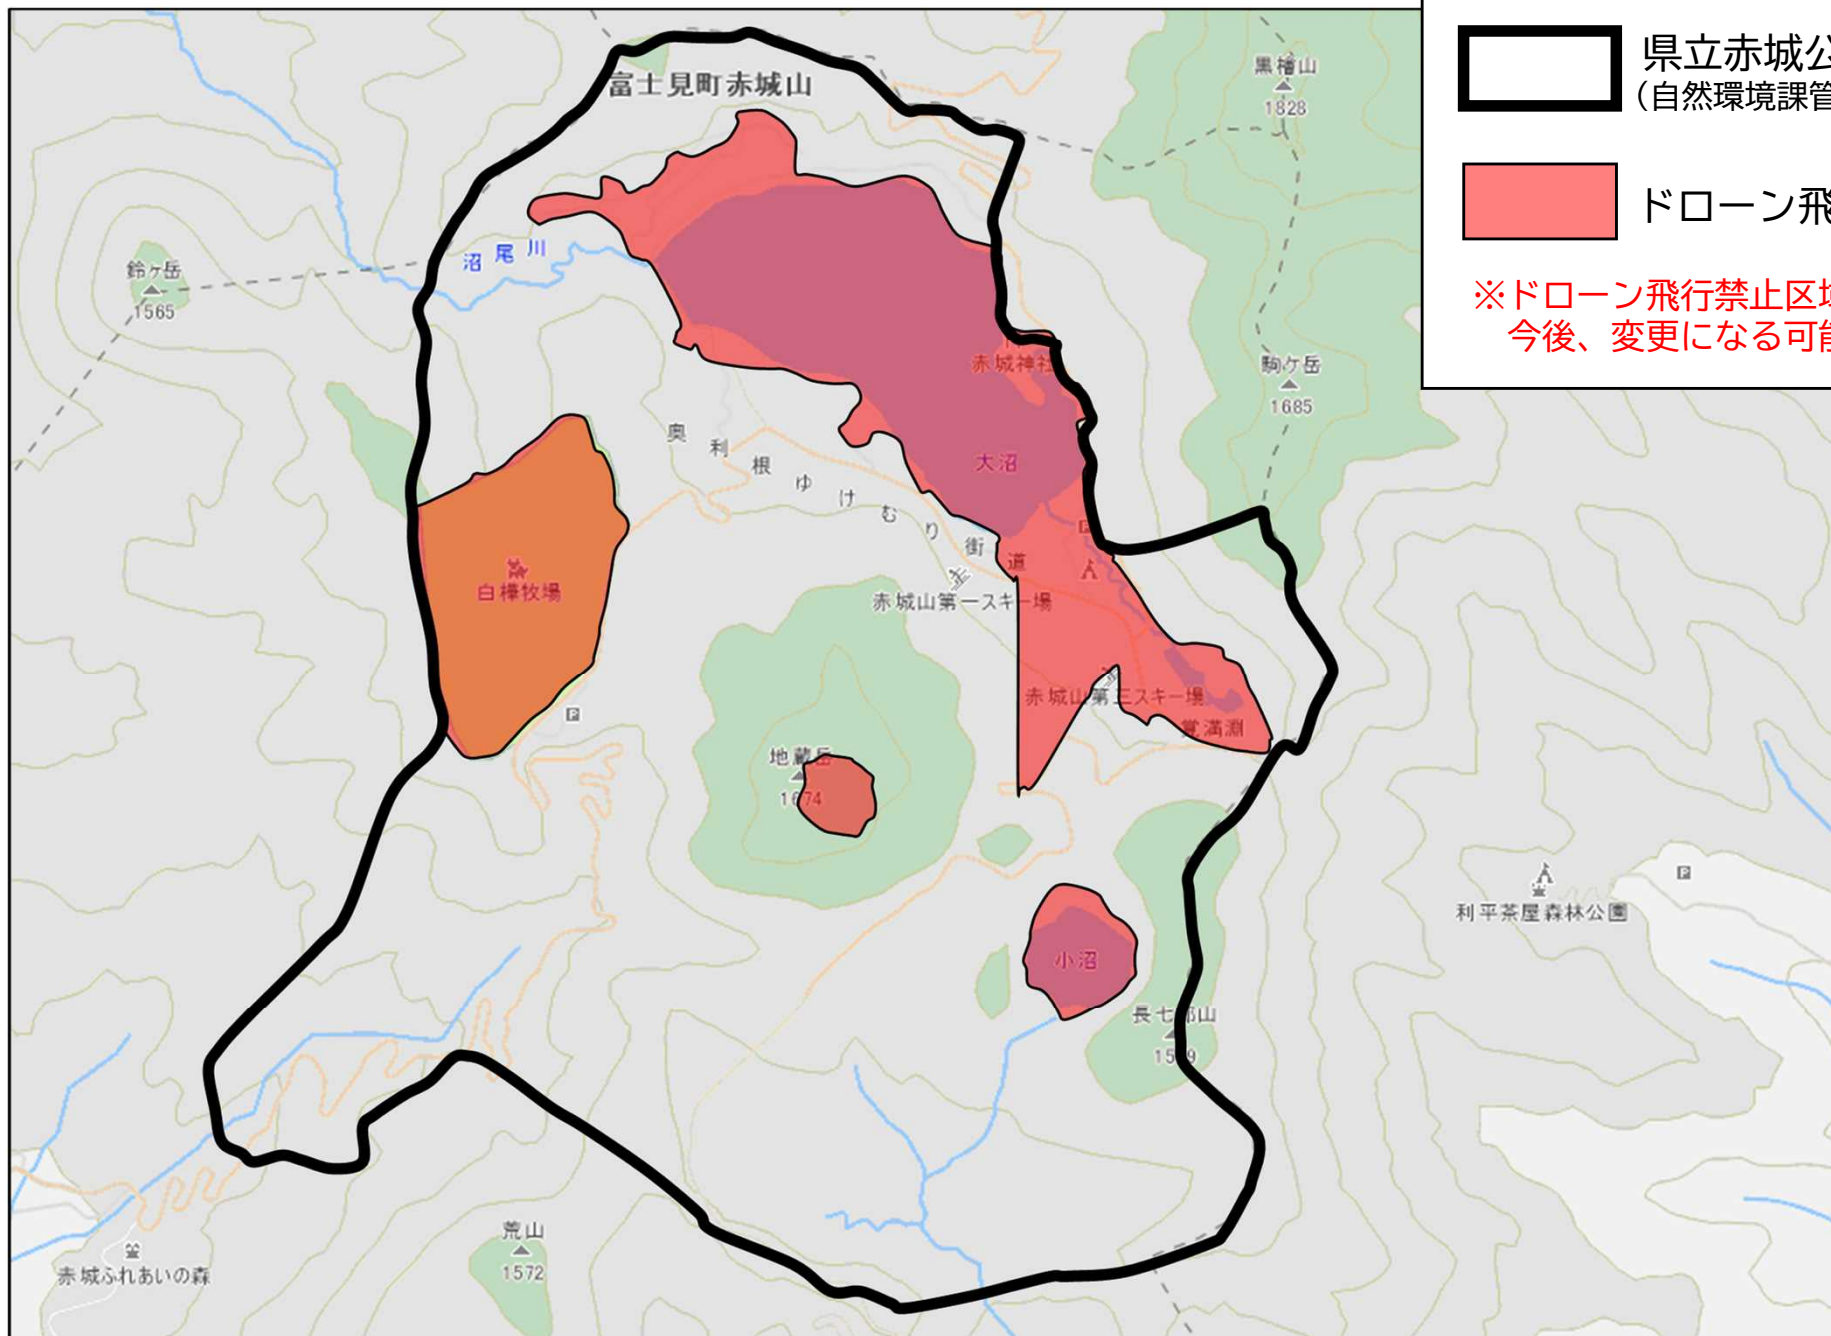 県立赤城公
（自然環境課管
ドローン飛
※ドローン飛行禁止区域
今後、変更になる可能
富士見町赤城山
黒檜山
1828
沼尾川
鈴ヶ岳
1565
赤城神社
駒ヶ岳
1685
奥利根ゆけむり街道
大沼
白樺牧場
赤城山第一スキー場
赤城山第三スキー場
覚満淵
P
P
地蔵岳
1674
P
利平茶屋森林公園
小沼
長七郎山
1579
荒山
1572
赤城ふれあいの森